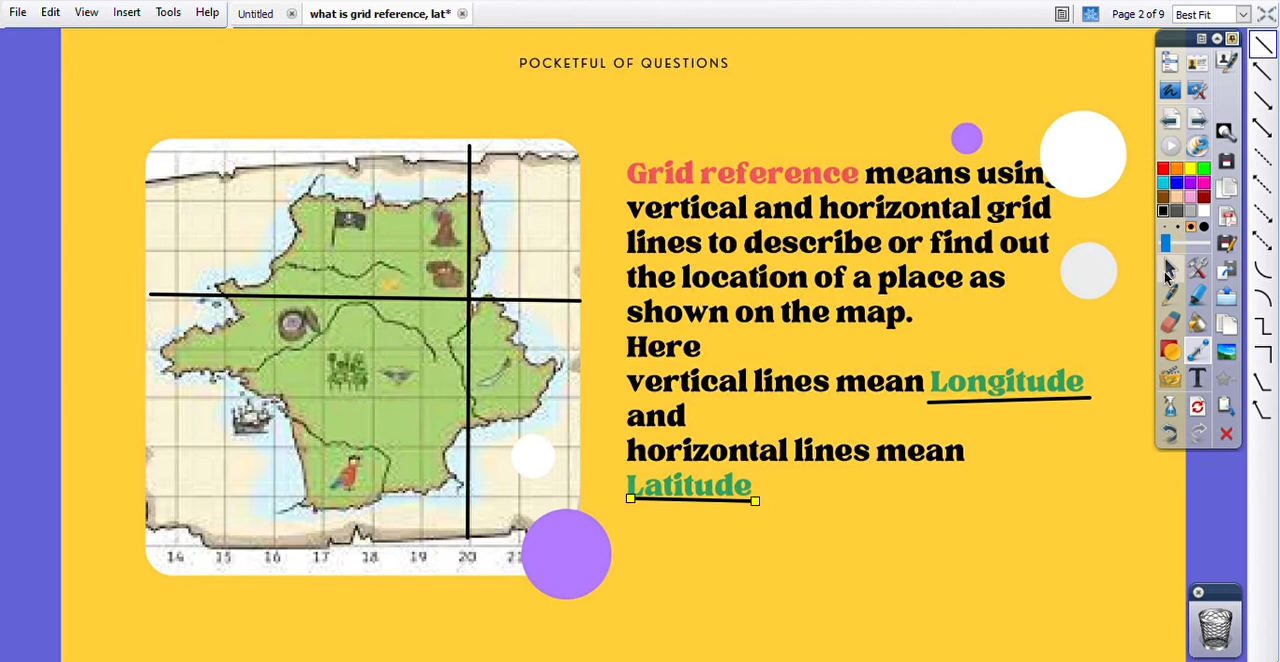 File Edit View Insert Tools Help Untitled what is grid reference, lat* Page 2 of 9 Best Fit
POCKETFUL OF QUESTIONS
Grid reference means using
vertical and horizontal grid
lines to describe or find out
the location of a place as
shown on the map.
Here
vertical lines mean Longitude
and
horizontal lines mean
Latitude
14 15 16 17 18 19 20